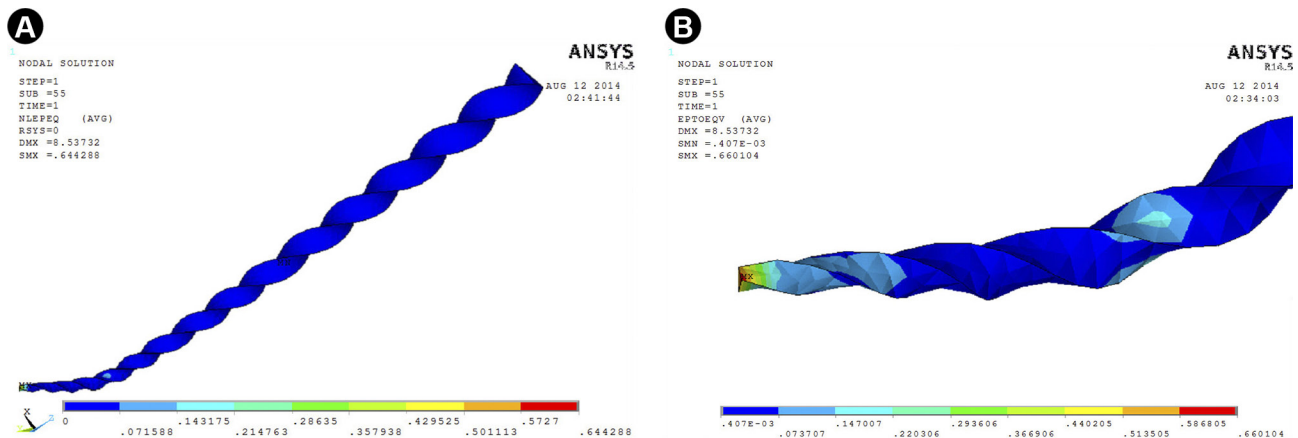 A
1
NODAL SOLUTION
STEP=1
SUB =55
TIME=1
NLEPEQ (AVG)
RSYS=0
DMX =8.53732
SMX =.644288
ANSYS
R14.5
AUG 12 2014
02:41:44
MX
X
Y
Z
0
.071588
.143175
.214763
.28635
.357938
.429525
.501113
.5727
.644288
B
1
NODAL SOLUTION
STEP=1
SUB =55
TIME=1
EPTOEQV (AVG)
DMX =8.53732
SMN =.407E-03
SMX =.660104
ANSYS
R14.5
AUG 12 2014
02:34:03
MX
.407E-03
.073707
.147007
.220306
.293606
.366906
.440205
.513505
.586805
.660104